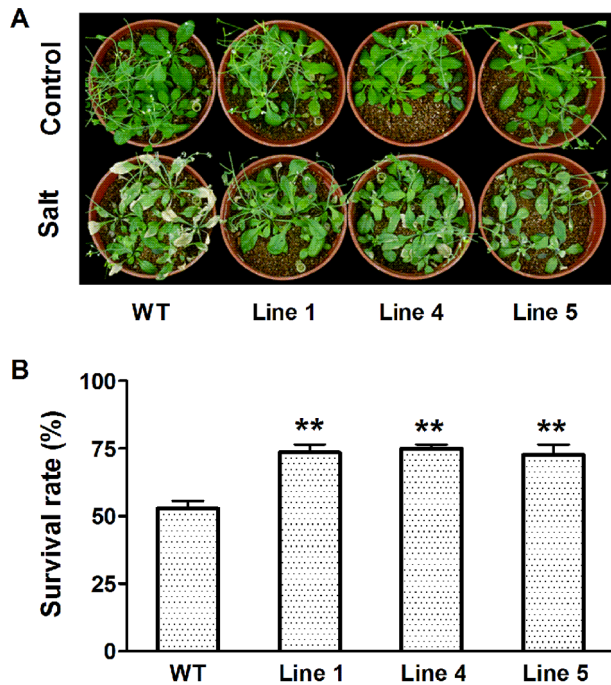 A
Control
Salt
WT Line 1 Line 4 Line 5
B
Survival rate (%)
100
75
50
25
0
** ** **
WT Line 1 Line 4 Line 5